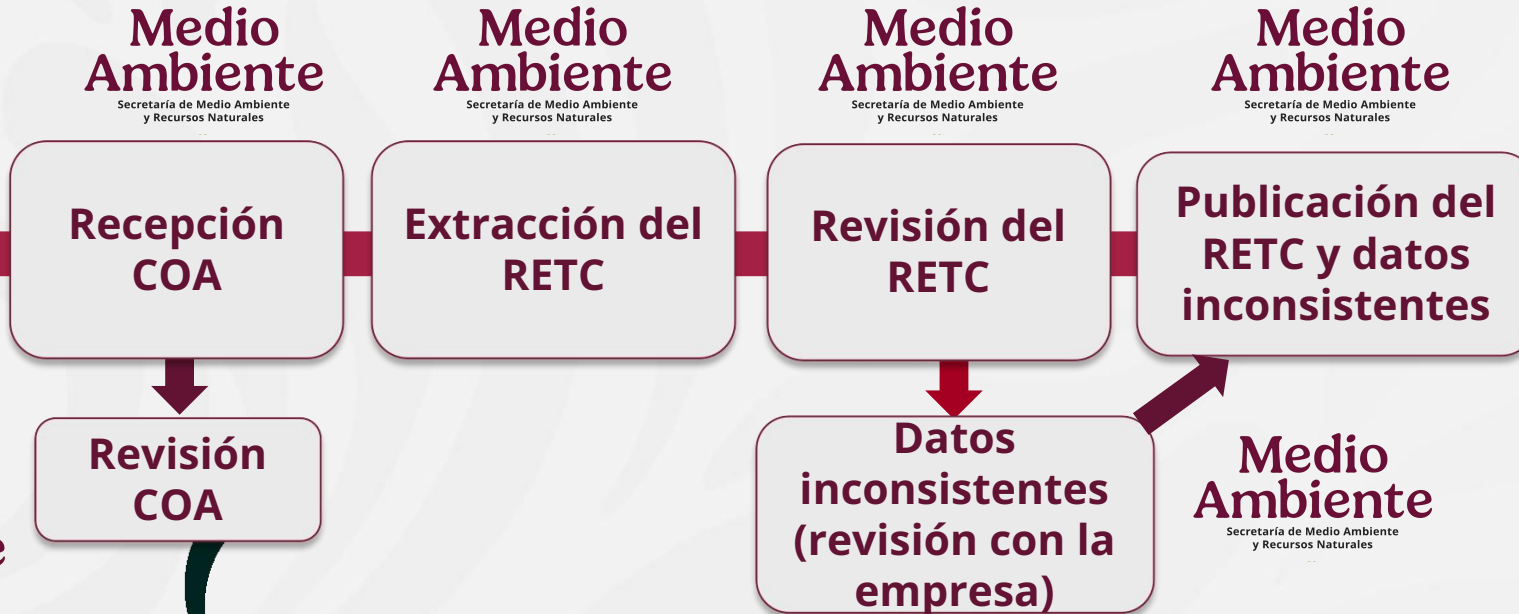 Medio
Ambiente
Secretaría de Medio Ambiente
y Recursos Naturales
Medio
Ambiente
Secretaría de Medio Ambiente
y Recursos Naturales
Medio
Ambiente
Secretaría de Medio Ambiente
y Recursos Naturales
Medio
Ambiente
Secretaría de Medio Ambiente
y Recursos Naturales
Recepción
COA
Extracción del
RETC
Revisión del
RETC
Publicación del
RETC y datos
inconsistentes
Revisión
COA
Datos
inconsistentes
(revisión con la
empresa)
Medio
Ambiente
Secretaría de Medio Ambiente
y Recursos Naturales